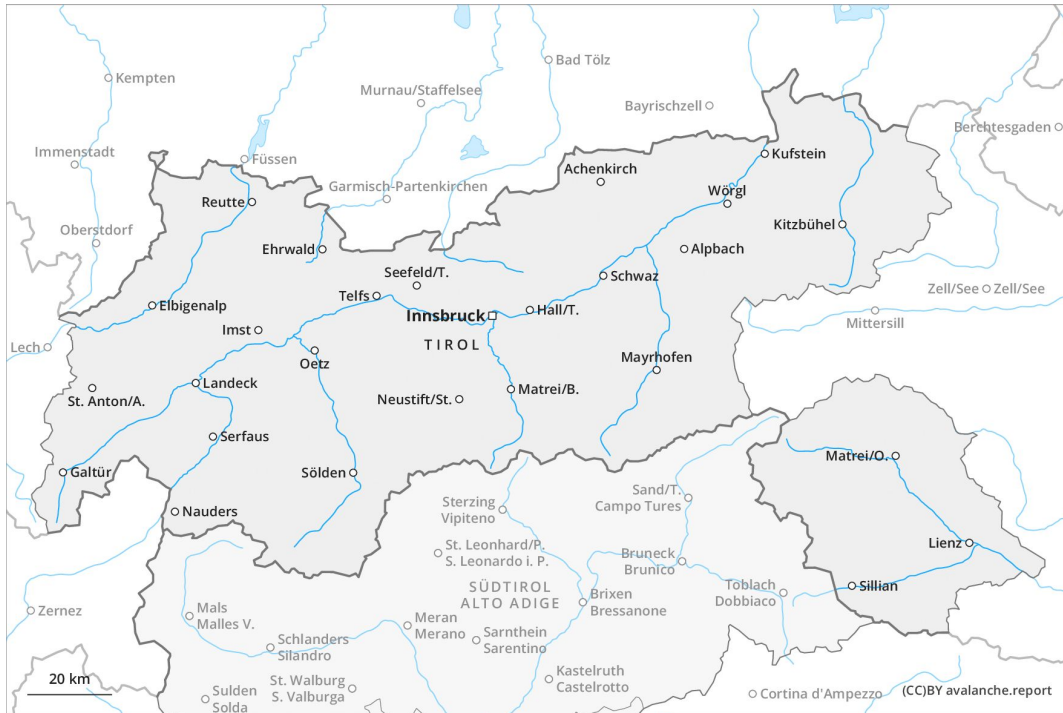 Kempten
Bad Tölz
Murnau/Staffelsee
Bayrischzell
Berchtesgaden
Immenstadt
Füssen
Kufstein
Achenkirch
Garmisch-Partenkirchen
Wörgl
Reutte
Oberstdorf
Kitzbühel
Ehrwald
Alpbach
Seefeld/T.
Schwaz
Telfs
Zell/See
Zell/See
Elbigenalp
Innsbruck
Hall/T.
Mittersill
Imst
TIROL
Lech
Oetz
Mayrhofen
Landeck
St. Anton/A.
Neustift/St.
Matrei/B.
Serfaus
Matrei/O.
Galtür
Sölden
Sand/T.
Campo Tures
Nauders
Sterzing
Vipiteno
Lienz
St. Leonhard/P.
S. Leonardo i. P.
Bruneck
Brunico
SÜDTIROL
ALTO ADIGE
Toblach
Dobbiaco
Sillian
Brixen
Bressanone
Zernez
Mals
Malles V.
Meran
Merano
Sarnthein
Sarentino
Schlanders
Silandro
20 km
St. Walburg
S. Valburga
Kastelruth
Castelrotto
Sulden
Solda
Cortina d'Ampezzo
(CC)BY avalanche.report